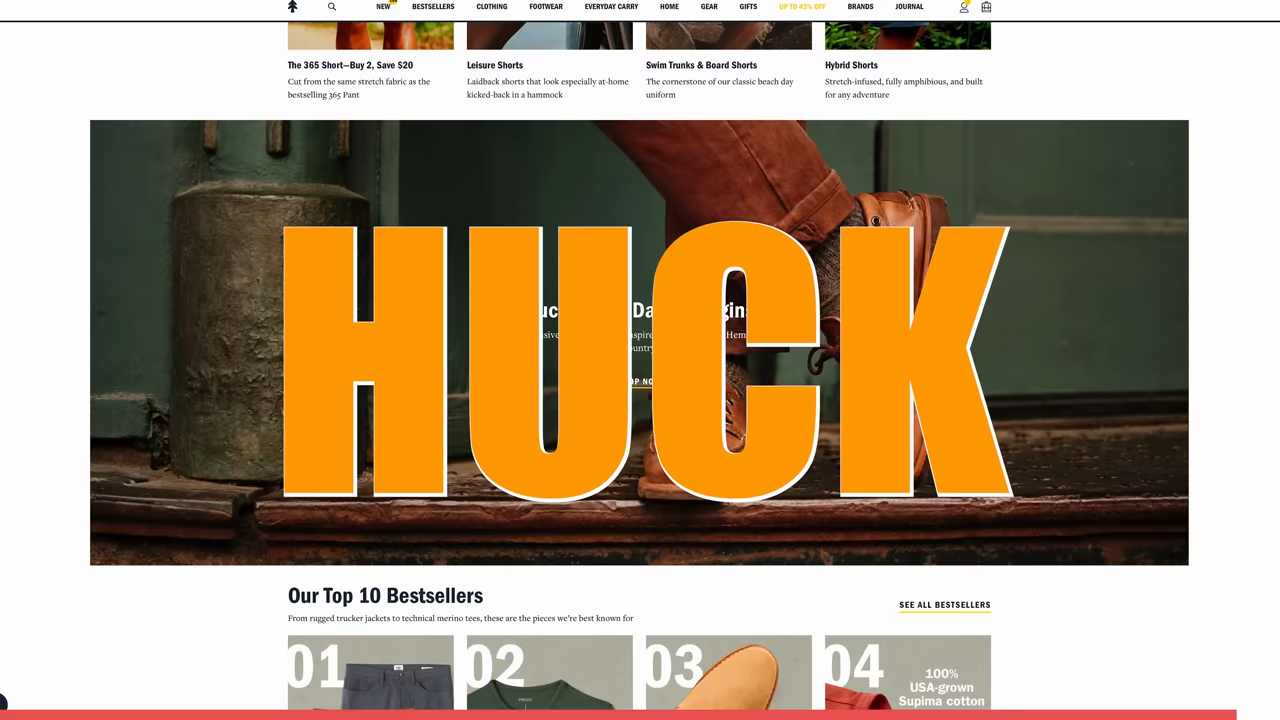 NEW
BESTSELLERS
CLOTHING
FOOTWEAR
EVERYDAY CARRY
HOME
GEAR
GIFTS
UP TO 45% OFF
BRANDS
JOURNAL
The 365 Short—Buy 2, Save $20
Cut from the same stretch fabric as the
bestselling 365 Pant
Leisure Shorts
Laidback shorts that look especially at-home
kicked-back in a hammock
Swim Trunks & Board Shorts
The cornerstone of our classic beach day
uniform
Hybrid Shorts
Stretch-infused, fully amphibious, and built
for any adventure
HUCK
Our Top 10 Bestsellers
From rugged trucker jackets to technical merino tees, these are the pieces we're best known for
SEE ALL BESTSELLERS
01
02
PROOF
03
04
100%
USA-grown
Supima cotton